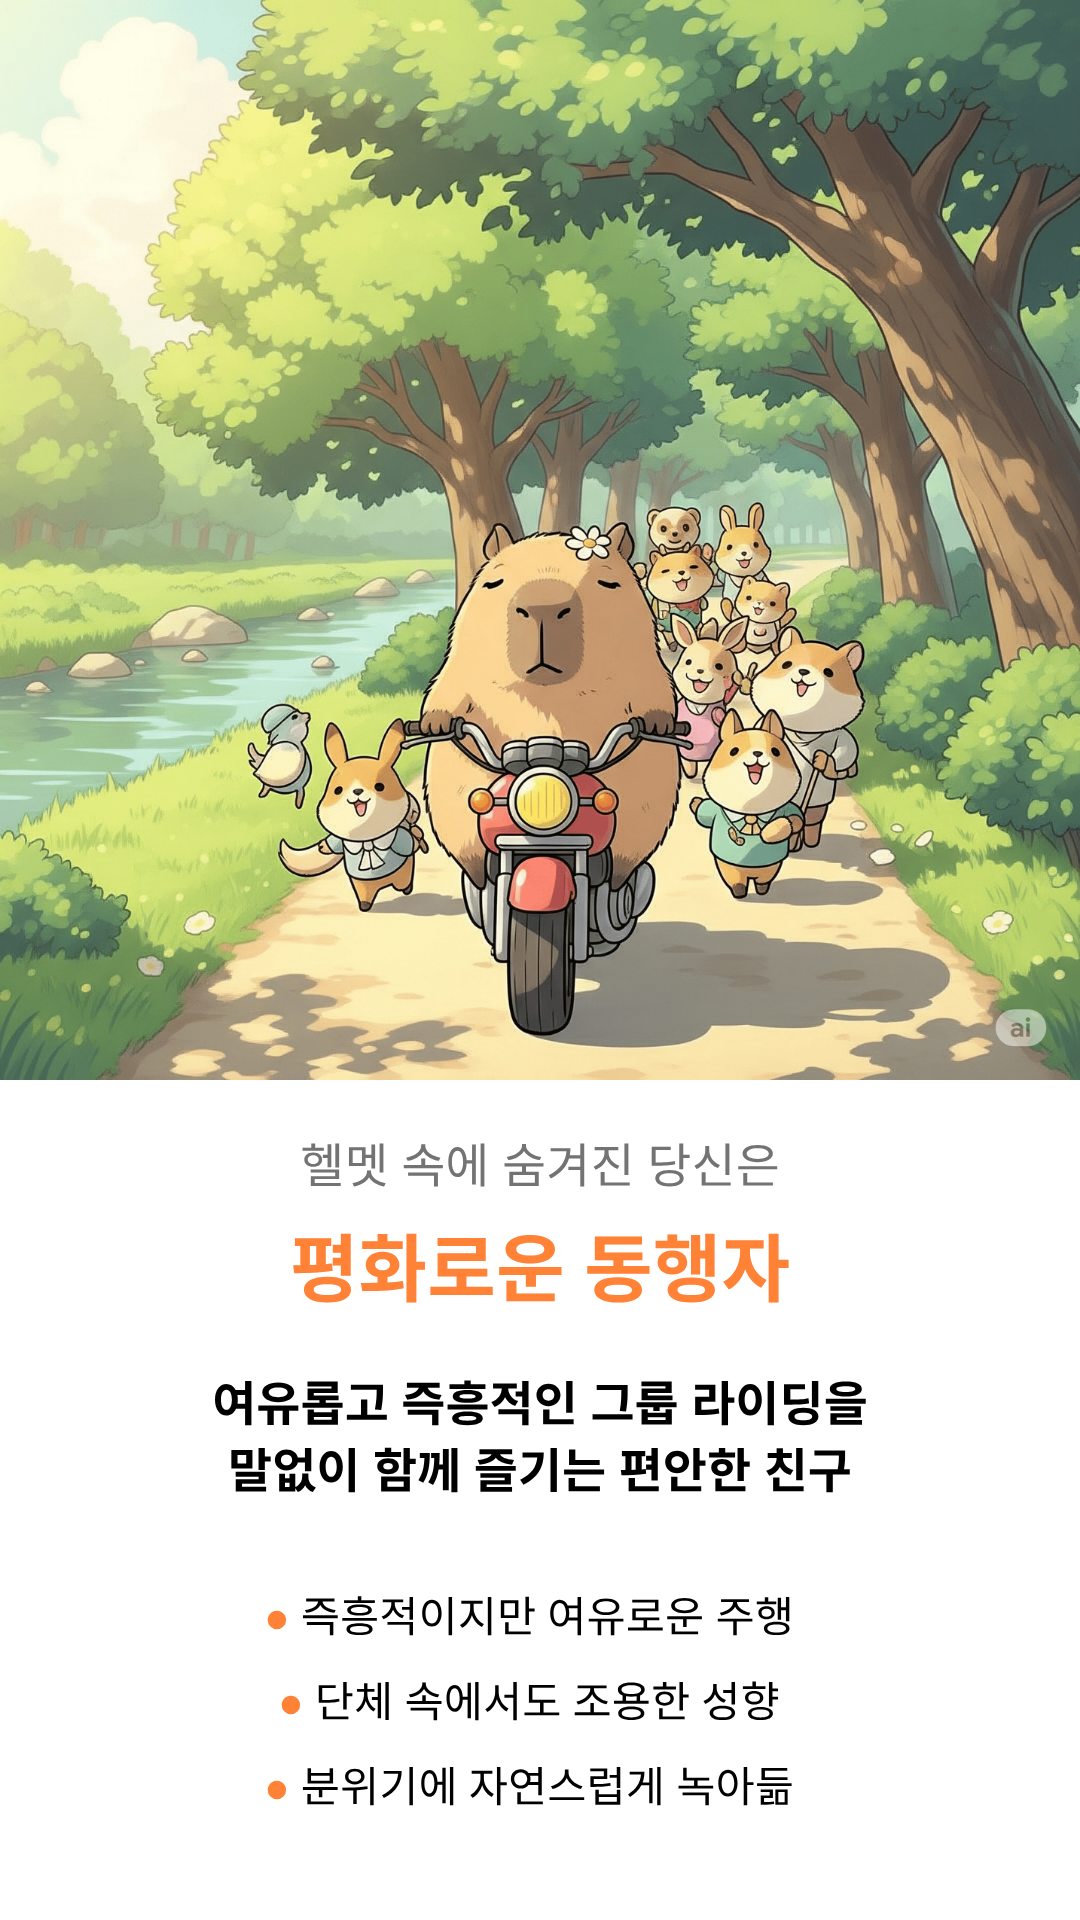 ai
헬멧 속에 숨겨진 당신은
평화로운 동행자
여유롭고 즉흥적인 그룹 라이딩을
말없이 함께 즐기는 편안한 친구
● 즉흥적이지만 여유로운 주행
● 단체 속에서도 조용한 성향
● 분위기에 자연스럽게 녹아듦